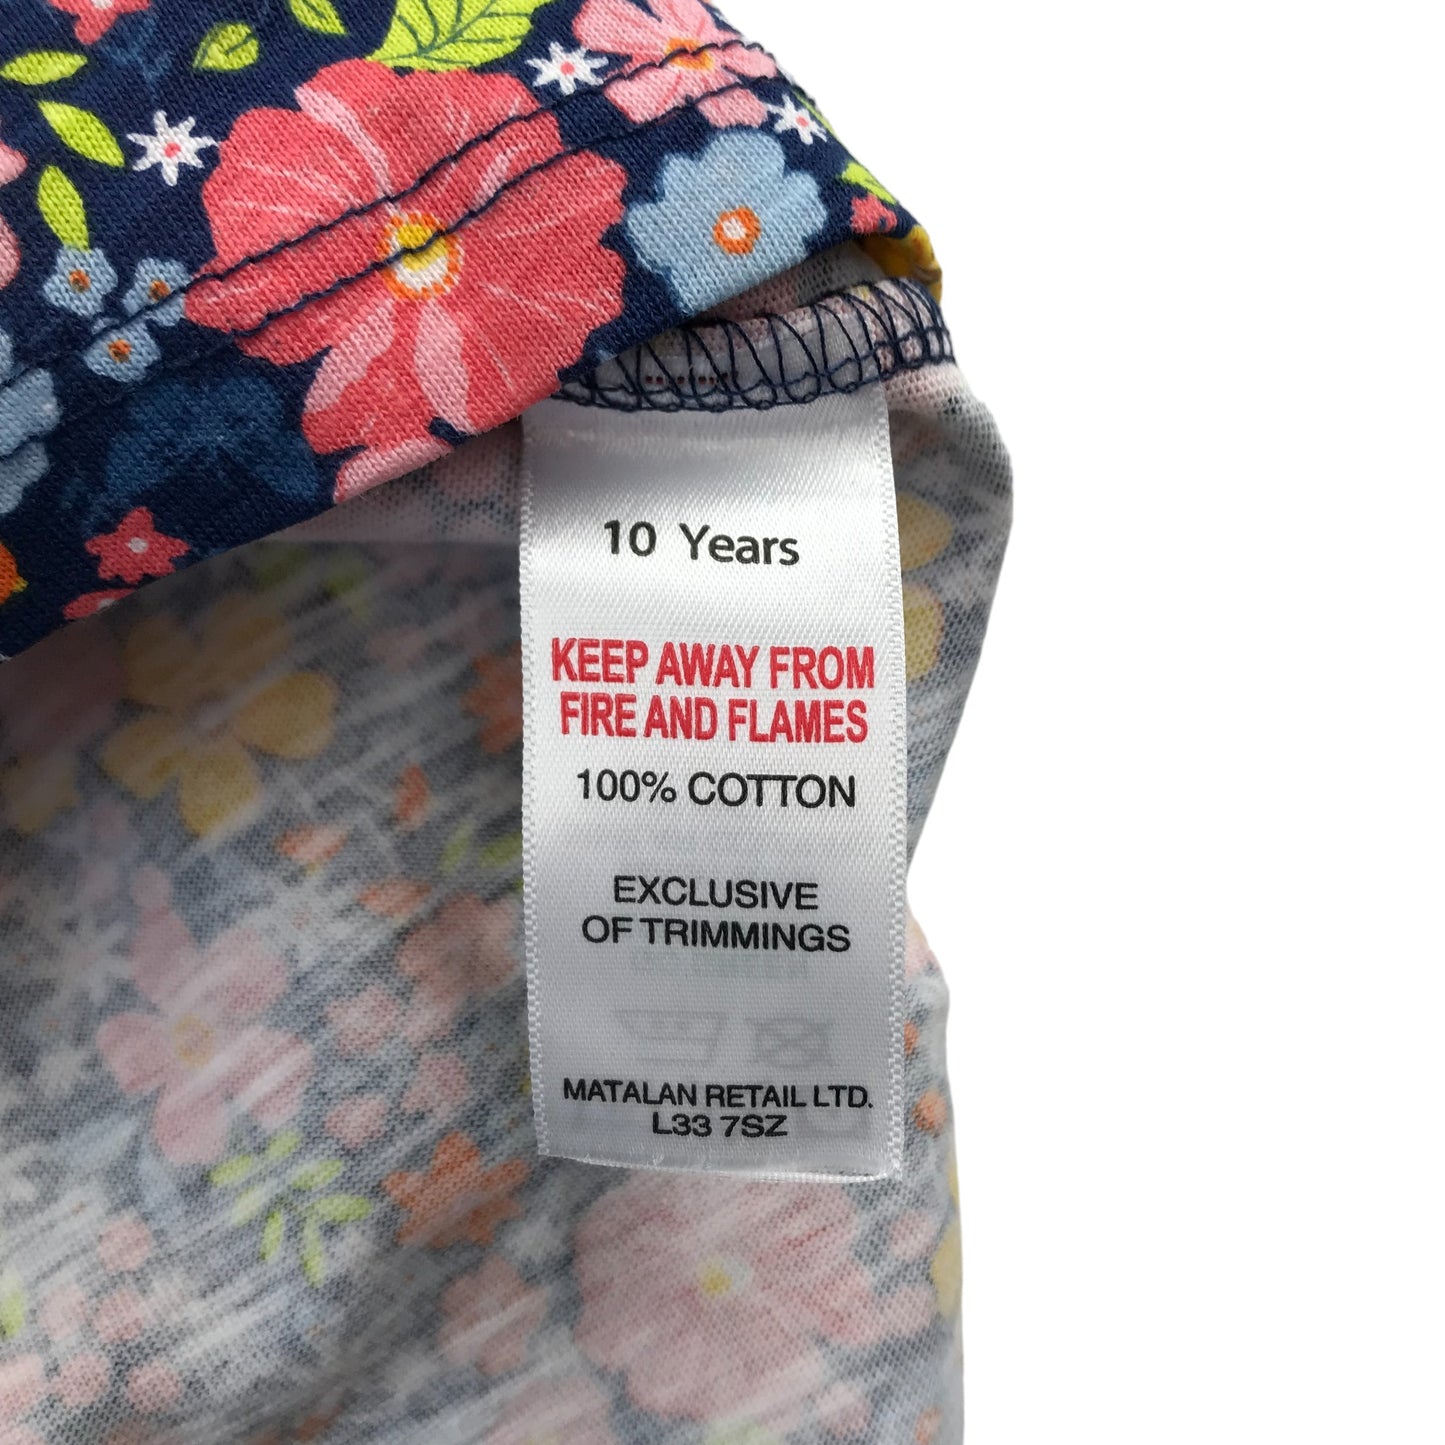 10 Years
KEEP AWAY FROM
FIRE AND FLAMES
100% COTTON
EXCLUSIVE
OF TRIMMINGS
MATALAN RETAIL LTD.
L33 7SZ